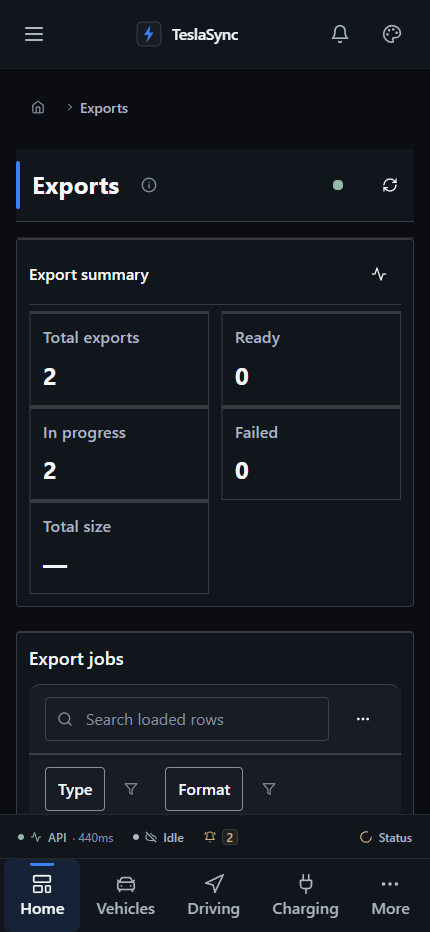 TeslaSync
Exports
Exports
Export summary
Total exports
2
Ready
0
In progress
2
Failed
0
Total size
—
Export jobs
Search loaded rows
Type
Format
API · 440ms
Idle
2
Status
Home
Vehicles
Driving
Charging
More